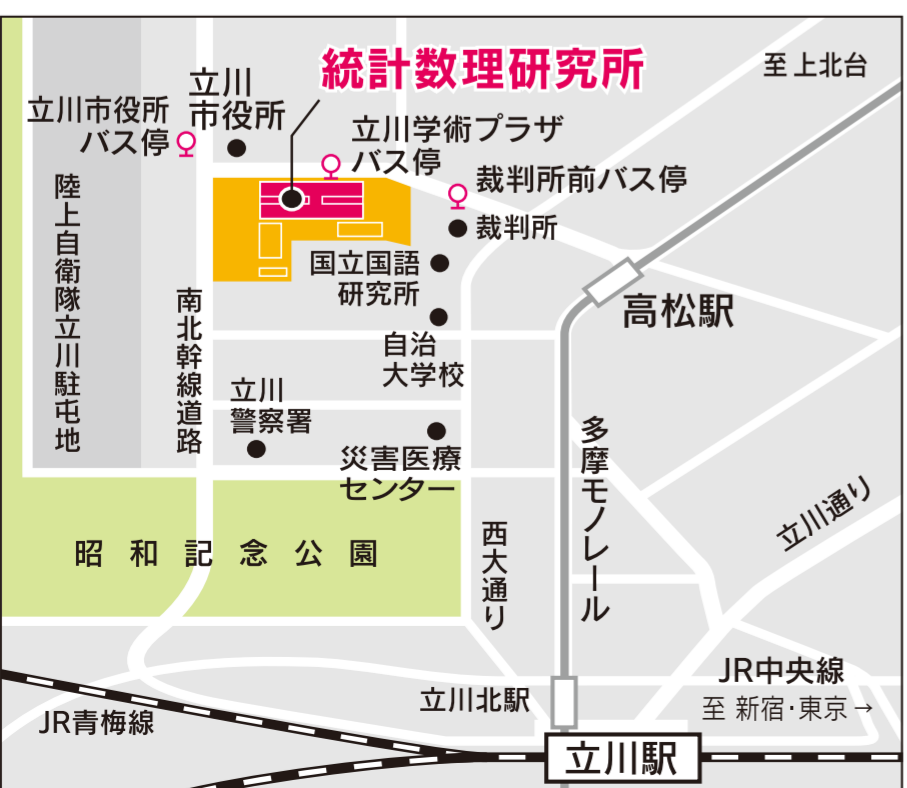 統計数理研究所
至 上北台
立川
市役所
立川市役所
バス停
立川学術プラザ
バス停
裁判所前バス停
裁判所
国立国語
研究所
高松駅
自治
大学校
陸上自衛隊立川駐屯地
南北幹線道路
立川
警察署
災害医療
センター
多摩モノレール
立川通り
西大通り
昭和記念公園
JR中央線
至 新宿・東京→
立川北駅
JR青梅線
立川駅